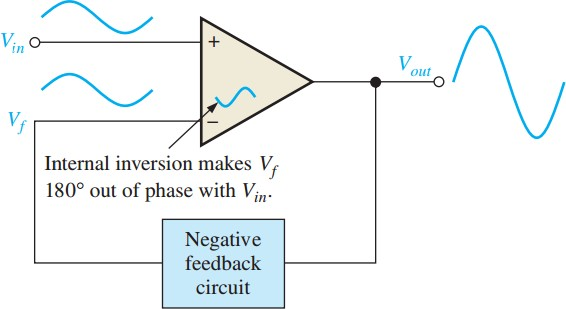 Vin
+
Vout
Vf
−
Internal inversion makes Vf
180° out of phase with Vin.
Negative
feedback
circuit